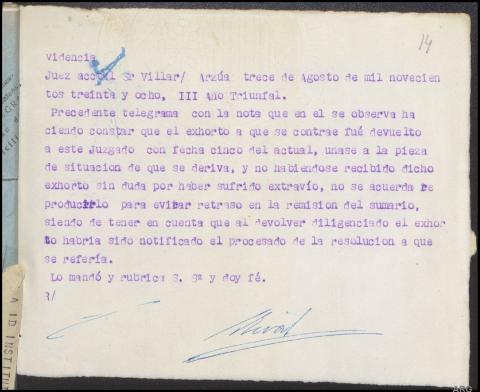 14
videncia
Juez acctal Sr Villar/ Arzúa trece de Agosto de mil novecien
tos treinta y ocho, III Año Triunfal.
Precedente telegrama con la nota que en el se observa ha
ciendo constar que el exhorto a que se contrae fué devuelto
a este Juzgado con fecha cinco del actual, unase a la pieza
de situacion de que se deriva, y no habiendose recibido dicho
exhorto sin duda por haber sufrido extravío, no se acuerda re
producirlo para evitar retraso en la remision del sumario,
siendo de tener en cuenta que al devolver diligenciado el exhor
to habria sido notificado el procesado de la resolucion a que
se refería.
Lo mandó y rubrica S. Sª y doy fé.
A ID INSTITU
ARG